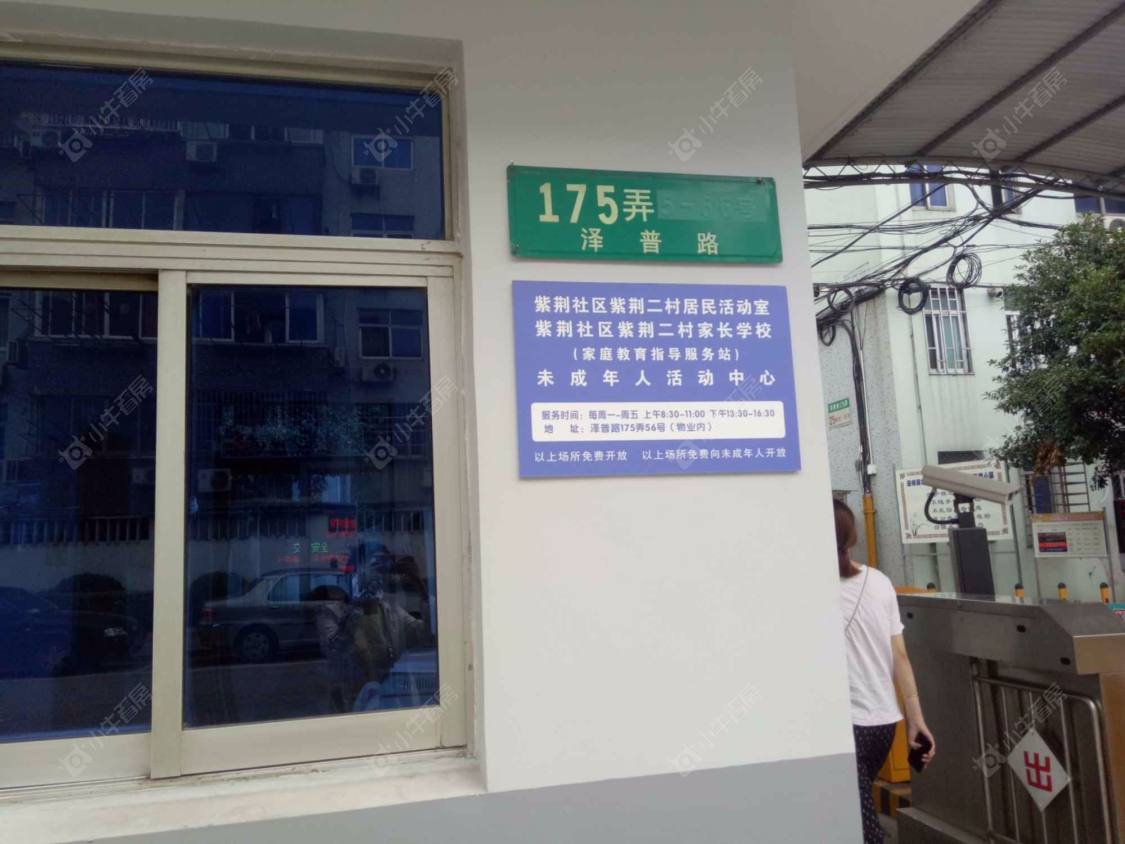 175弄
泽普路
紫荆社区紫荆二村居民活动室
紫荆社区紫荆二村家长学校
（家庭教育指导服务站）
未成年人活动中心
服务时间：每周一~周五 上午8:30-11:00 下午13:30-16:30
地 址：泽普路175弄56号（物业内）
以上场所免费开放 以上场所免费向未成年人开放
出
小牛看房